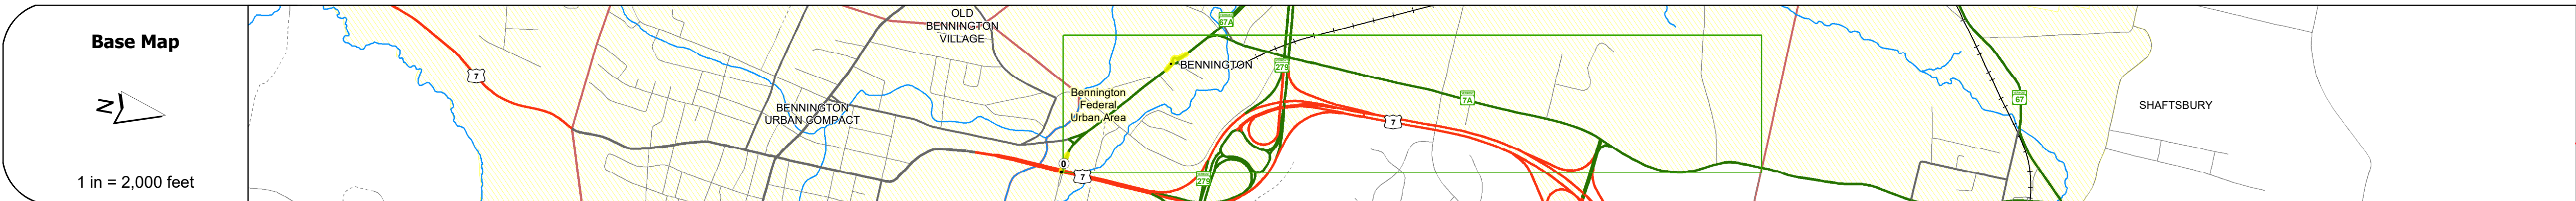 Base Map
N
1 in = 2,000 feet
7
OLD
BENNINGTON
VILLAGE
BENNINGTON
URBAN COMPACT
67A
BENNINGTON
279
Bennington
Federal
Urban Area
0
7
279
7A
7
67
SHAFTSBURY